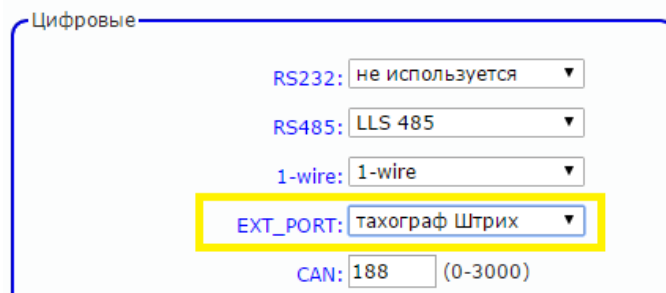 Цифровые
RS232: не используется
RS485: LLS 485
1-wire: 1-wire
EXT_PORT: тахограф Штрих
CAN: 188 (0-3000)